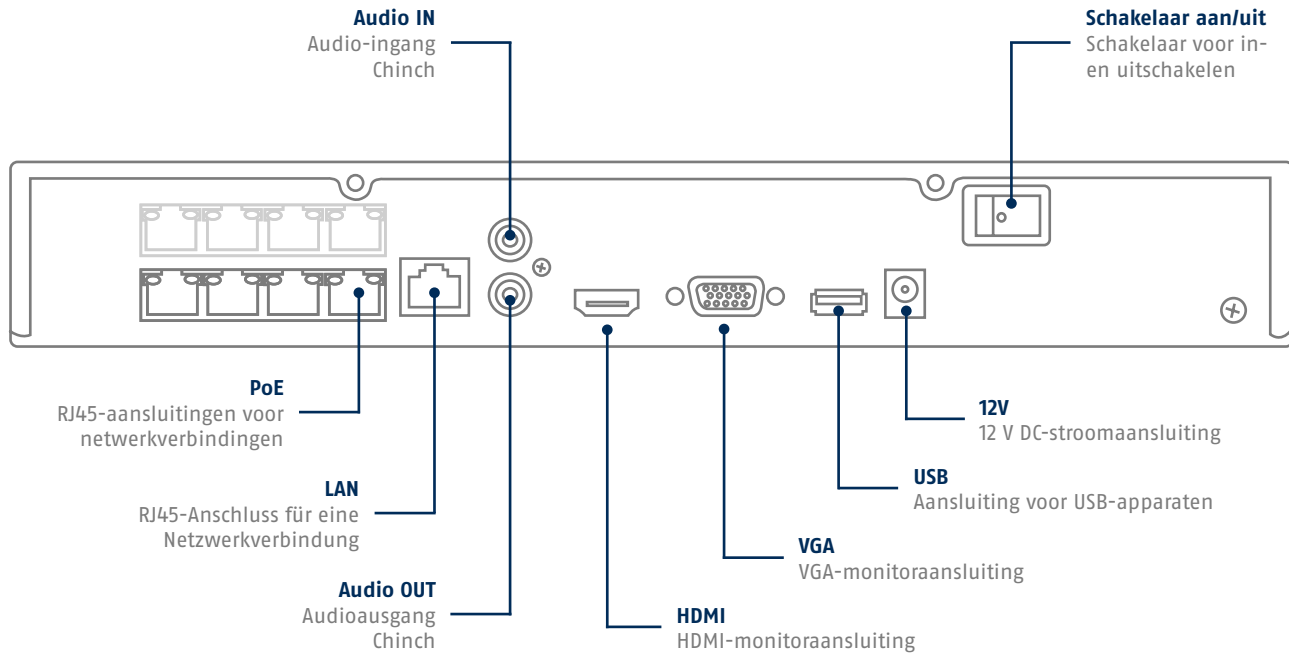 Audio IN
Audio-ingang
Chinch
Schakelaar aan/uit
Schakelaar voor in-
en uitschakelen
PoE
RJ45-aansluitingen voor
netwerkverbindingen
LAN
RJ45-Anschluss für eine
Netzwerkverbindung
Audio OUT
Audioausgang
Chinch
HDMI
HDMI-monitoraansluiting
VGA
VGA-monitoraansluiting
USB
Aansluiting voor USB-apparaten
12V
12 V DC-stroomaansluiting